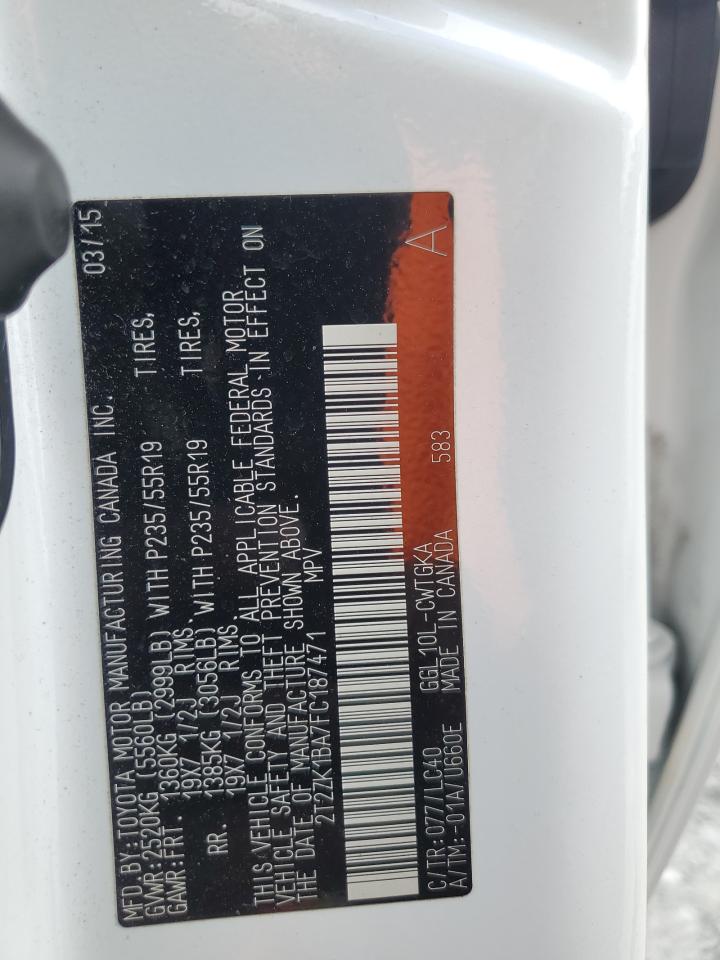 MFD.BY:TOYOTA MOTOR MANUFACTURING CANADA INC. 03/15
GVWR:2520KG (5560LB)
GAWR:FRT. 1360KG (2999LB) WITH P235/55R19 TIRES,
19X7 1/2J RIMS.
RR. 1385KG (3056LB) WITH P235/55R19 TIRES,
19X7 1/2J RIMS.
THIS VEHICLE CONFORMS TO ALL APPLICABLE FEDERAL MOTOR
VEHICLE SAFETY AND THEFT PREVENTION STANDARDS IN EFFECT ON
THE DATE OF MANUFACTURE SHOWN ABOVE.
2T2ZK1BA7FC187471 MPV
C/TR:077/LC40 GGL10L-CWTGKA A
A/TM:-01A/U660E MADE IN CANADA 583